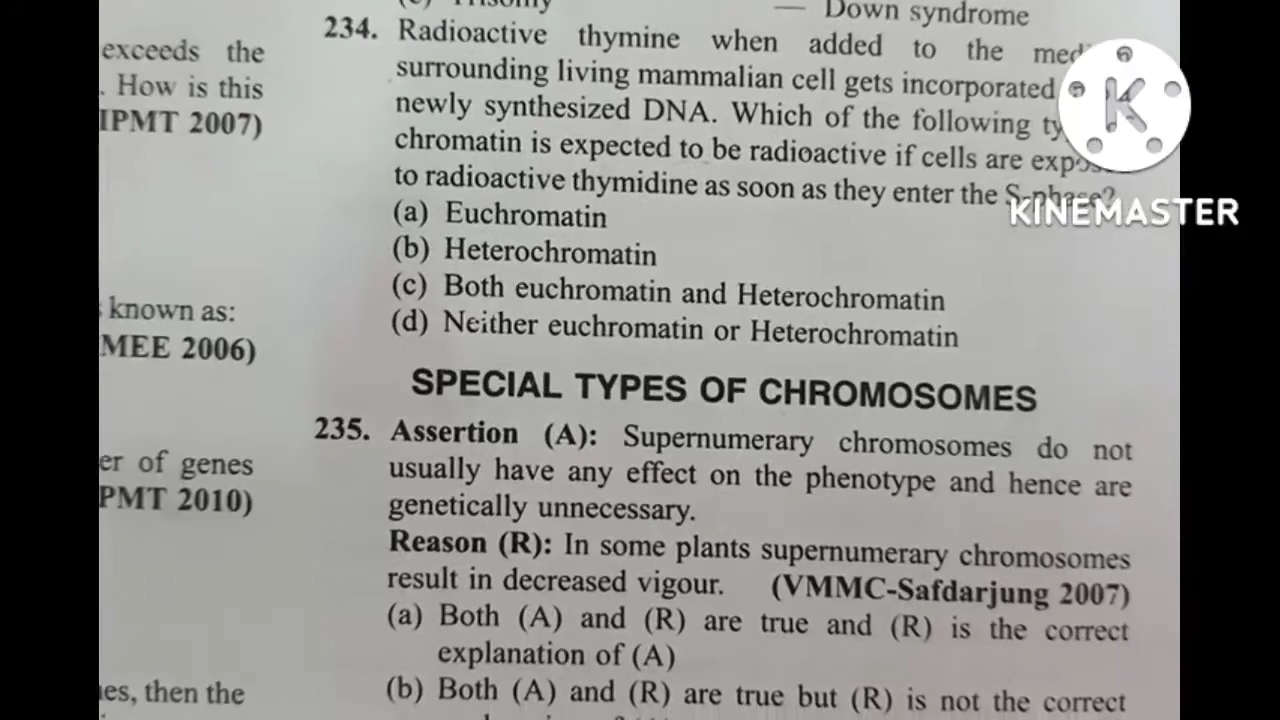 exceeds the
. How is this
IPMT 2007)
known as:
MEE 2006)
er of genes
PMT 2010)
es, then the
— Down syndrome
234. Radioactive thymine when added to the
surrounding living mammalian cell gets incorporated
newly synthesized DNA. Which of the following
chromatin is expected to be radioactive if cells are
to radioactive thymidine as soon as they enter the S-phase?
(a) Euchromatin
(b) Heterochromatin
(c) Both euchromatin and Heterochromatin
(d) Neither euchromatin or Heterochromatin
SPECIAL TYPES OF CHROMOSOMES
235. Assertion (A): Supernumerary chromosomes do not
usually have any effect on the phenotype and hence are
genetically unnecessary.
Reason (R): In some plants supernumerary chromosomes
result in decreased vigour. (VMMC-Safdarjung 2007)
(a) Both (A) and (R) are true and (R) is the correct
explanation of (A)
(b) Both (A) and (R) are true but (R) is not the correct
K
KINEMASTER